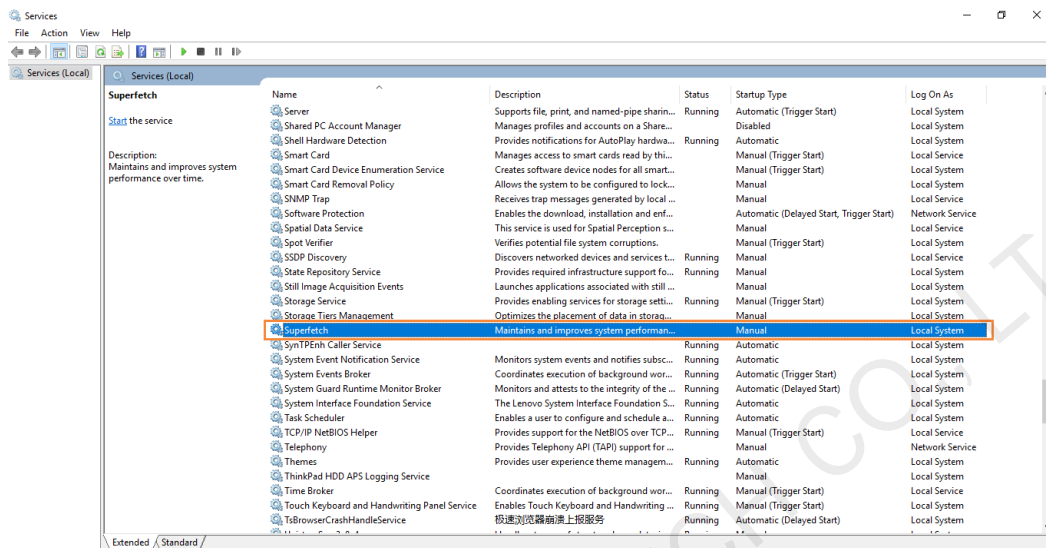 Services
File Action View Help
Services (Local)
Services (Local)
Superfetch
Start the service
Description:
Maintains and improves system
performance over time.
Name Description Status Startup Type Log On As
Server Supports file, print, and named-pipe sharin... Running Automatic (Trigger Start) Local System
Shared PC Account Manager Manages profiles and accounts on a Share... Disabled Local System
Shell Hardware Detection Provides notifications for AutoPlay hardwa... Running Automatic Local System
Smart Card Manages access to smart cards read by thi... Manual (Trigger Start) Local Service
Smart Card Device Enumeration Service Creates software device nodes for all smart... Manual (Trigger Start) Local System
Smart Card Removal Policy Allows the system to be configured to lock... Manual Local System
SNMP Trap Receives trap messages generated by local ... Manual Local Service
Software Protection Enables the download, installation and enf... Automatic (Delayed Start, Trigger Start) Network Service
Spatial Data Service This service is used for Spatial Perception s... Manual Local Service
Spot Verifier Verifies potential file system corruptions. Manual (Trigger Start) Local System
SSDP Discovery Discovers networked devices and services t... Running Manual Local Service
State Repository Service Provides required infrastructure support fo... Running Manual Local System
Still Image Acquisition Events Launches applications associated with still ... Manual Local System
Storage Service Provides enabling services for storage setti... Running Manual (Trigger Start) Local System
Storage Tiers Management Optimizes the placement of data in storag... Manual Local System
Superfetch Maintains and improves system performan... Manual Local System
SynTPEnh Caller Service Running Automatic Local System
System Event Notification Service Monitors system events and notifies subsc... Running Automatic Local System
System Events Broker Coordinates execution of background wor... Running Automatic (Trigger Start) Local System
System Guard Runtime Monitor Broker Monitors and attests to the integrity of the ... Running Automatic (Delayed Start) Local System
System Interface Foundation Service The Lenovo System Interface Foundation S... Running Automatic Local System
Task Scheduler Enables a user to configure and schedule a... Running Automatic Local System
TCP/IP NetBIOS Helper Provides support for the NetBIOS over TCP... Running Manual (Trigger Start) Local Service
Telephony Provides Telephony API (TAPI) support for ... Manual Network Service
Themes Provides user experience theme managem... Running Automatic Local System
ThinkPad HDD APS Logging Service Manual Local System
Time Broker Coordinates execution of background wor... Running Manual (Trigger Start) Local Service
Touch Keyboard and Handwriting Panel Service Enables Touch Keyboard and Handwriting ... Running Manual (Trigger Start) Local System
TsBrowserCrashHandleService 极速浏览器崩溃上报服务 Running Automatic (Delayed Start) Local System
Extended Standard
CH CO., LT